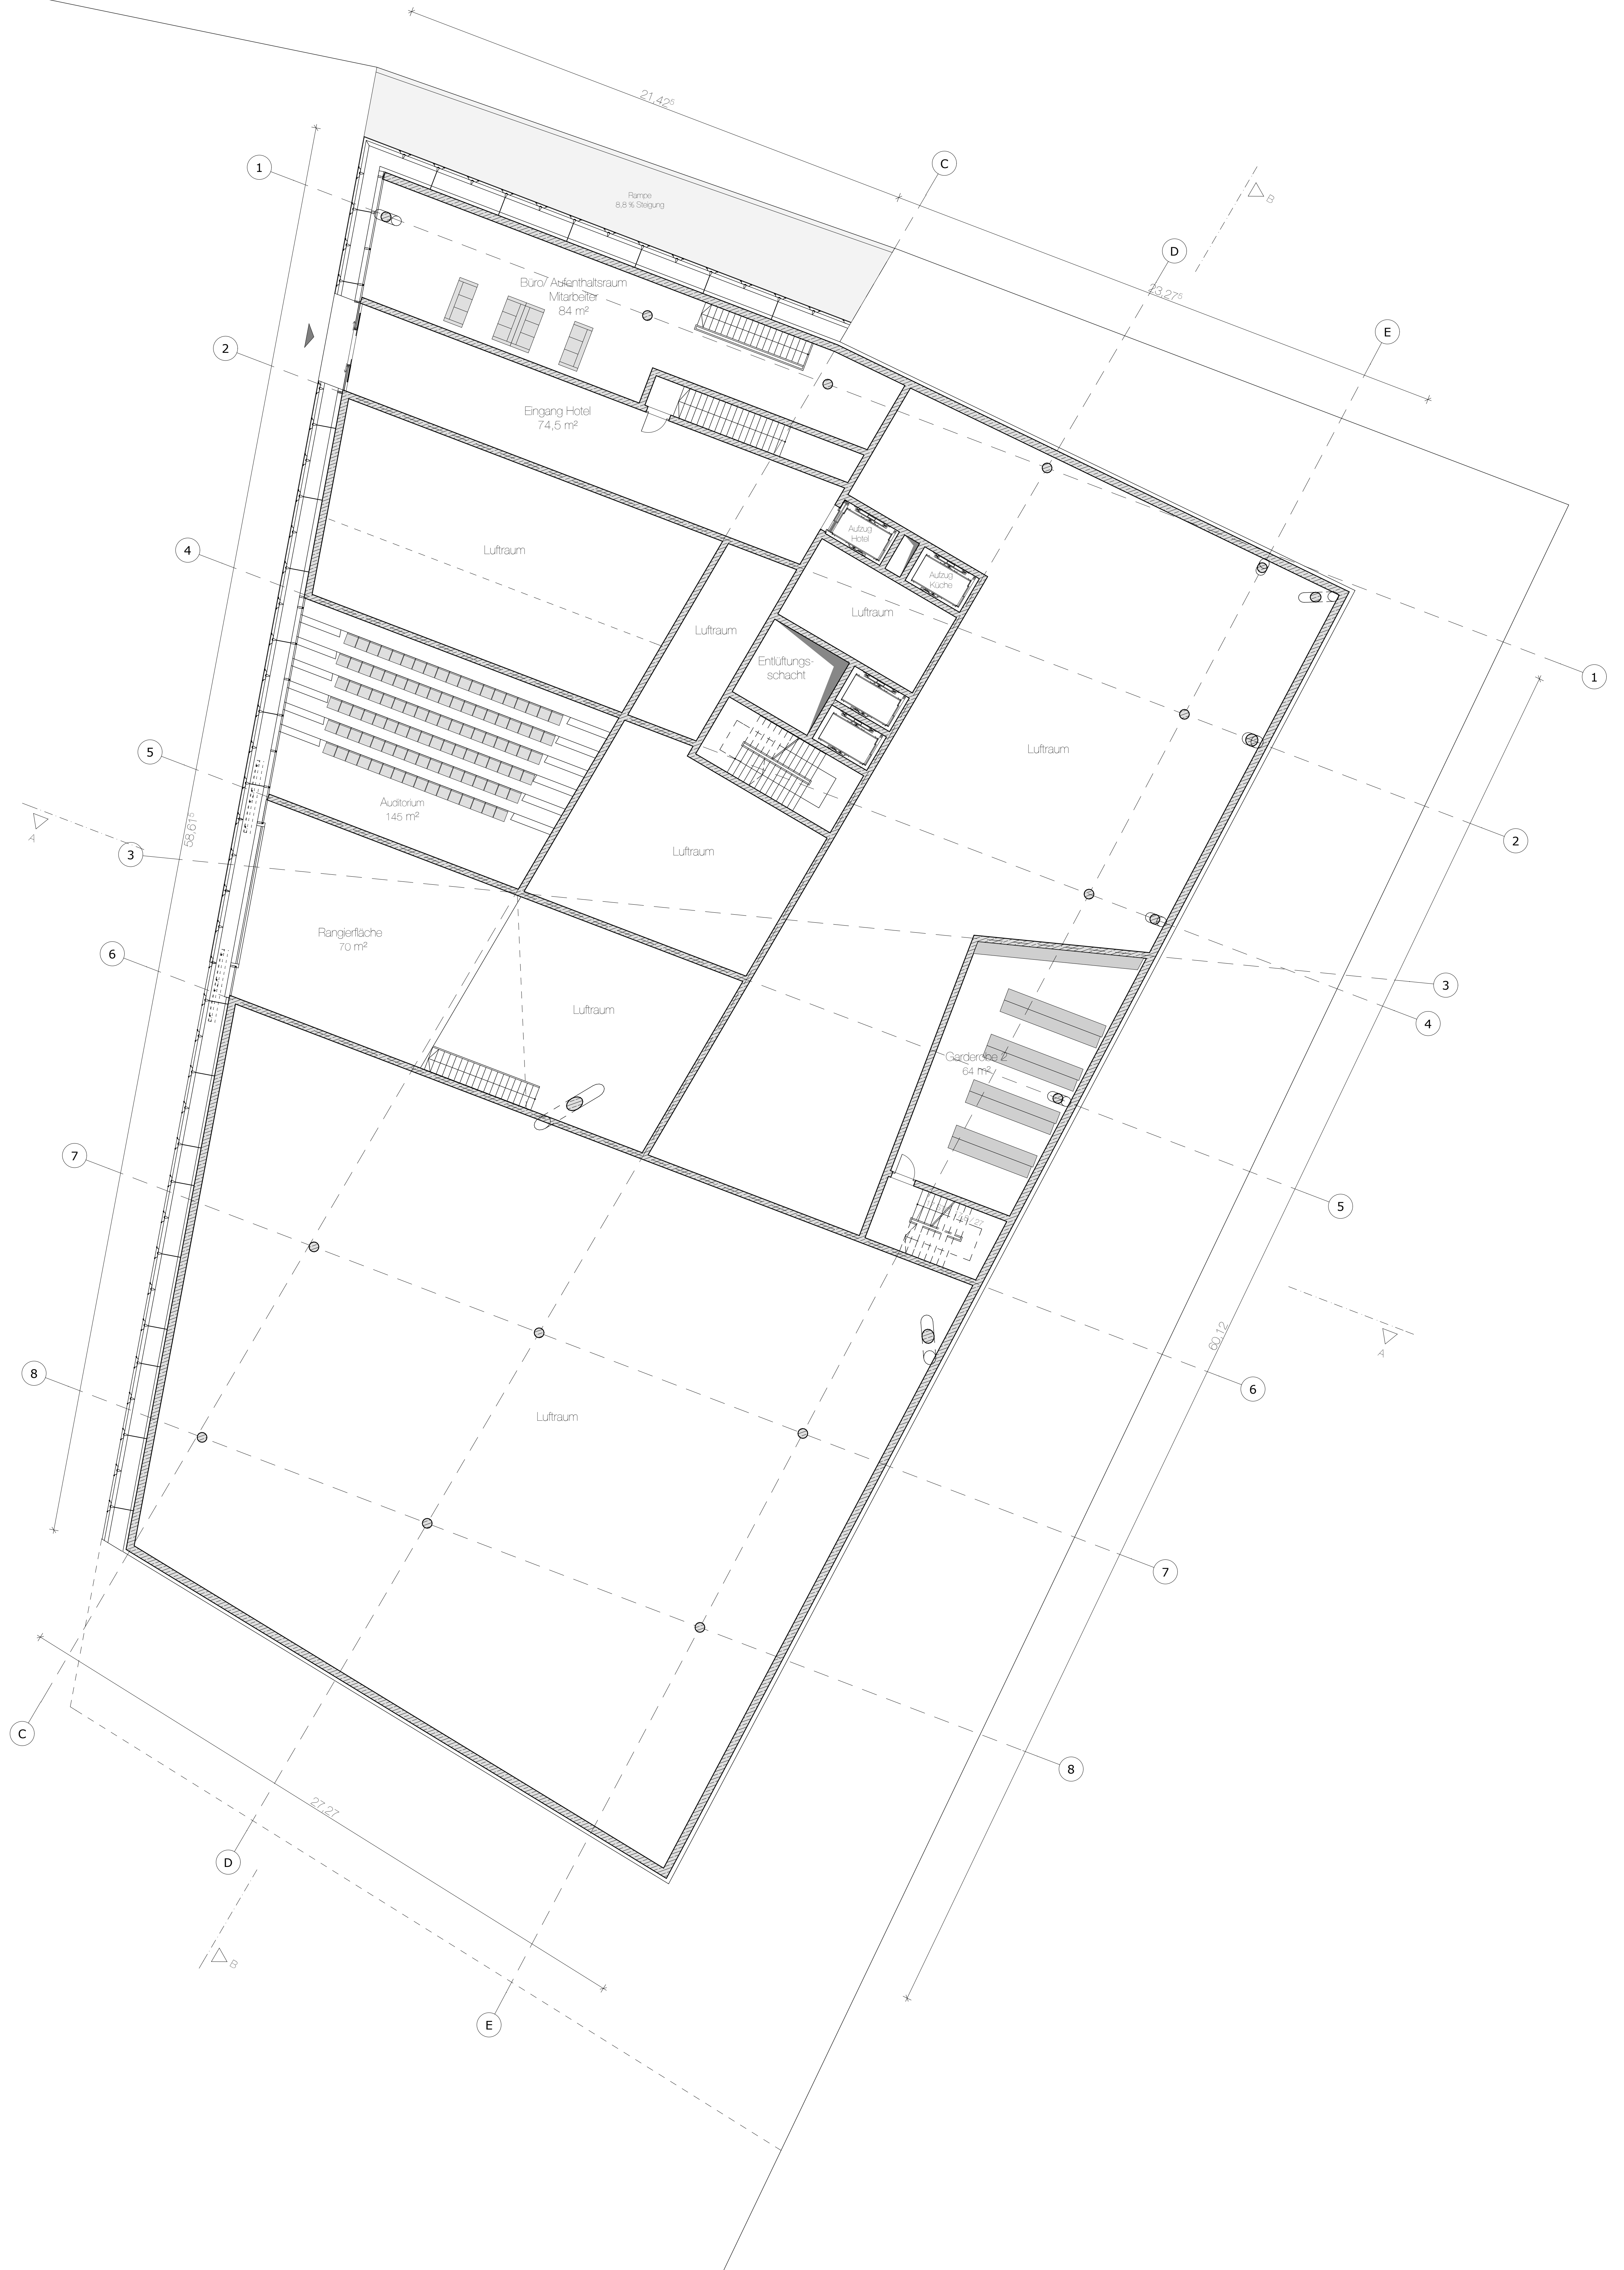 21,42⁵
C
1
B
Rampe
8.8 % Steigung
D
Büro/ Aufenthaltsraum
Mitarbeiter
84 m²
23,27⁵
E
2
Eingang Hotel
74,5 m²
Aufzug
Hotel
4
Luftraum
Aufzug
Küche
Luftraum
Luftraum
Entlüftungs-
schacht
1
5
Luftraum
Auditorium
145 m²
58,61⁵
A
2
3
Luftraum
Rangierfläche
70 m²
6
3
Luftraum
4
Garderobe 2
64 m²
7
5
60,12
A
8
6
Luftraum
7
C
8
27,27
D
B
E